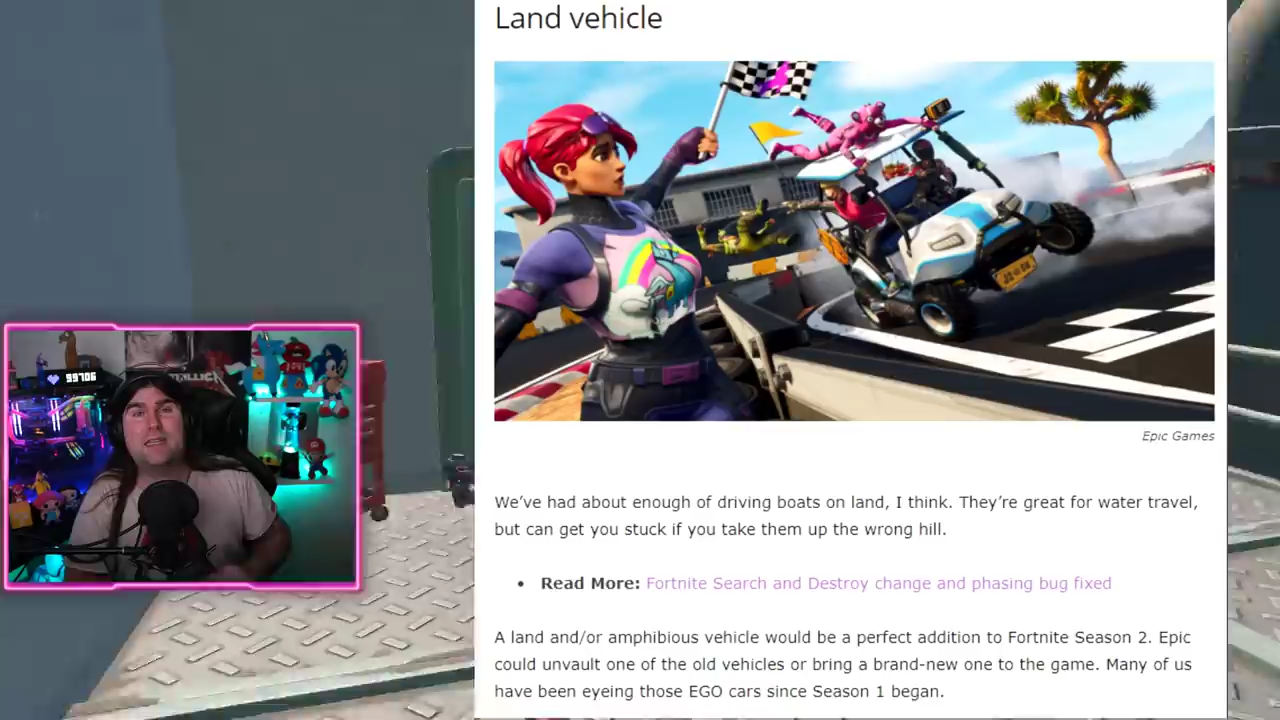 Land vehicle
Epic Games
We've had about enough of driving boats on land, I think. They're great for water travel,
but can get you stuck if you take them up the wrong hill.
• Read More: Fortnite Search and Destroy change and phasing bug fixed
A land and/or amphibious vehicle would be a perfect addition to Fortnite Season 2. Epic
could unvault one of the old vehicles or bring a brand-new one to the game. Many of us
have been eyeing those EGO cars since Season 1 began.
99706